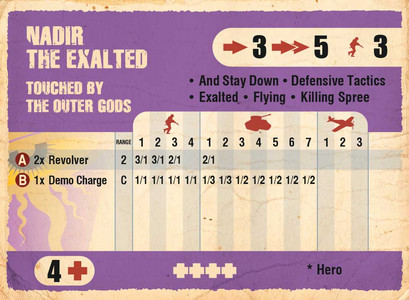 NADIR
THE EXALTED
TOUCHED BY
THE OUTER GODS
3 5 3
• And Stay Down • Defensive Tactics
• Exalted • Flying • Killing Spree
RANGE 1 2 3 4 1 2 3 4 5 6 7 1 2 3
A 2x Revolver 2 3/1 3/1 2/1 2/1
B 1x Demo Charge C 1/1 1/1 1/1 1/1 1/3 1/3 1/2 1/2 1/2 1/2 1/2
4
* Hero